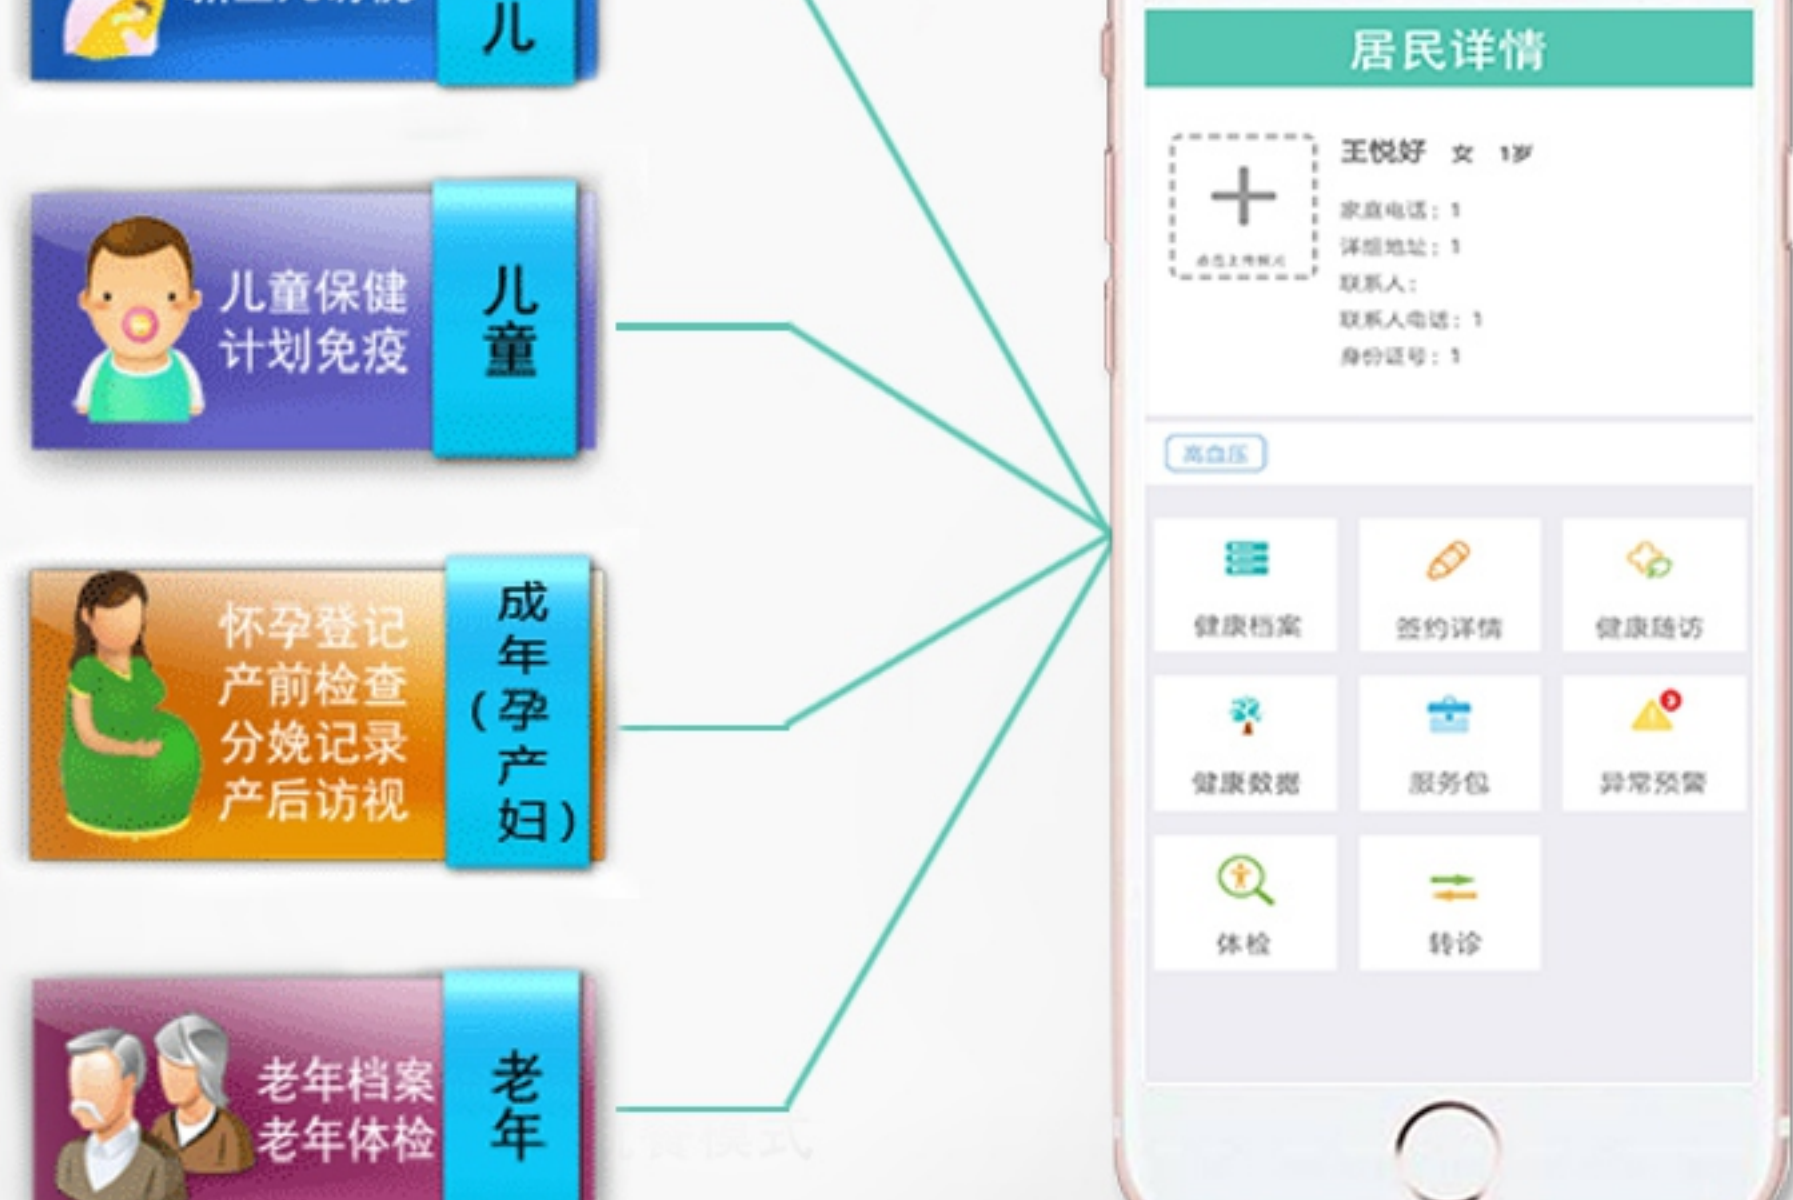 儿
儿童保健
计划免疫
儿童
怀孕登记
产前检查
分娩记录
产后访视
成年(孕产妇)
老年档案
老年体检
老年
居民详情
王悦好 女 1岁
家庭电话：1
详细地址：1
联系人：
联系人电话：1
身份证号：1
高血压
健康档案
签约详情
健康随访
健康数据
服务包
异常预警
体检
转诊